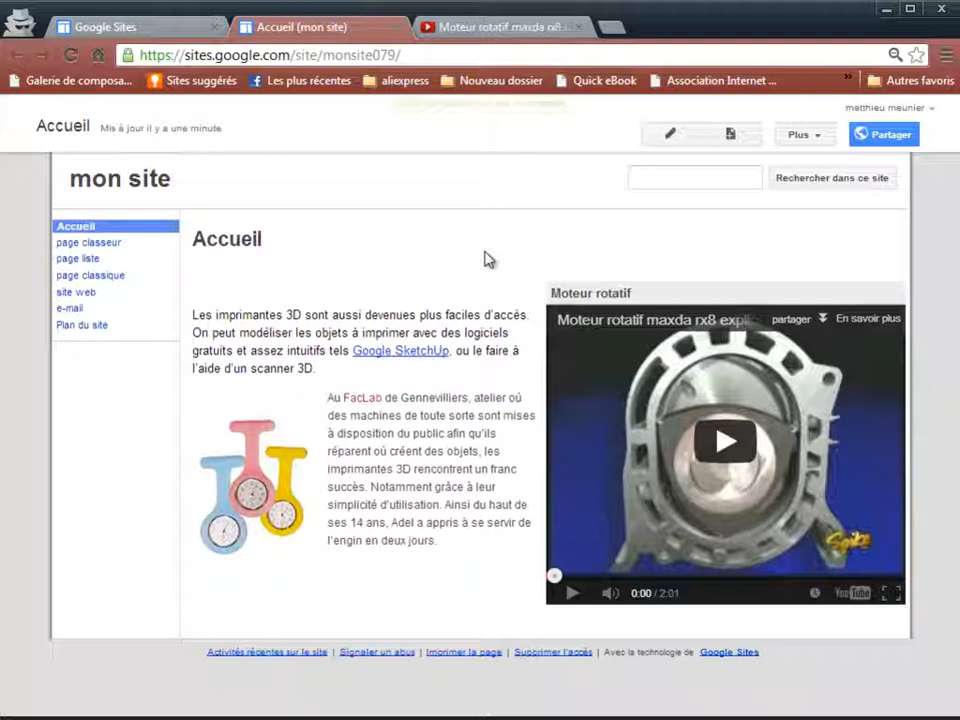 Google Sites
Accueil (mon site)
Moteur rotatif maxda rx8
https://sites.google.com/site/monsite079/
Galerie de composa...
Sites suggérés
Les plus récentes
aliexpress
Nouveau dossier
Quick eBook
Association Internet ...
»
Autres favoris
matthieu meunier
Accueil Mis à jour il y a une minute
Plus
Partager
mon site
Rechercher dans ce site
Accueil
page classeur
page liste
page classique
site web
e-mail
Plan du site
Accueil
Les imprimantes 3D sont aussi devenues plus faciles d'accés.
On peut modéliser les objets à imprimer avec des logiciels
gratuits et assez intuitifs tels Google SketchUp, ou le faire à
l'aide d'un scanner 3D.
Au FacLab de Gennevilliers, atelier oú
des machines de toute sorte sont mises
à disposition du public afin qu'ils
réparent oú créent des objets, les
imprimantes 3D rencontrent un franc
succès. Notamment grâce à leur
simplicité d'utilisation. Ainsi du haut de
ses 14 ans, Adel a appris à se servir de
l'engin en deux jours.
Moteur rotatif
Moteur rotatif maxda rx8 expli
partager
En savoir plus
0:00 / 2:01
YouTube
Activités récentes sur le site | Signaler un abus | Imprimer la page | Supprimer l'accès | Avec la technologie de Google Sites